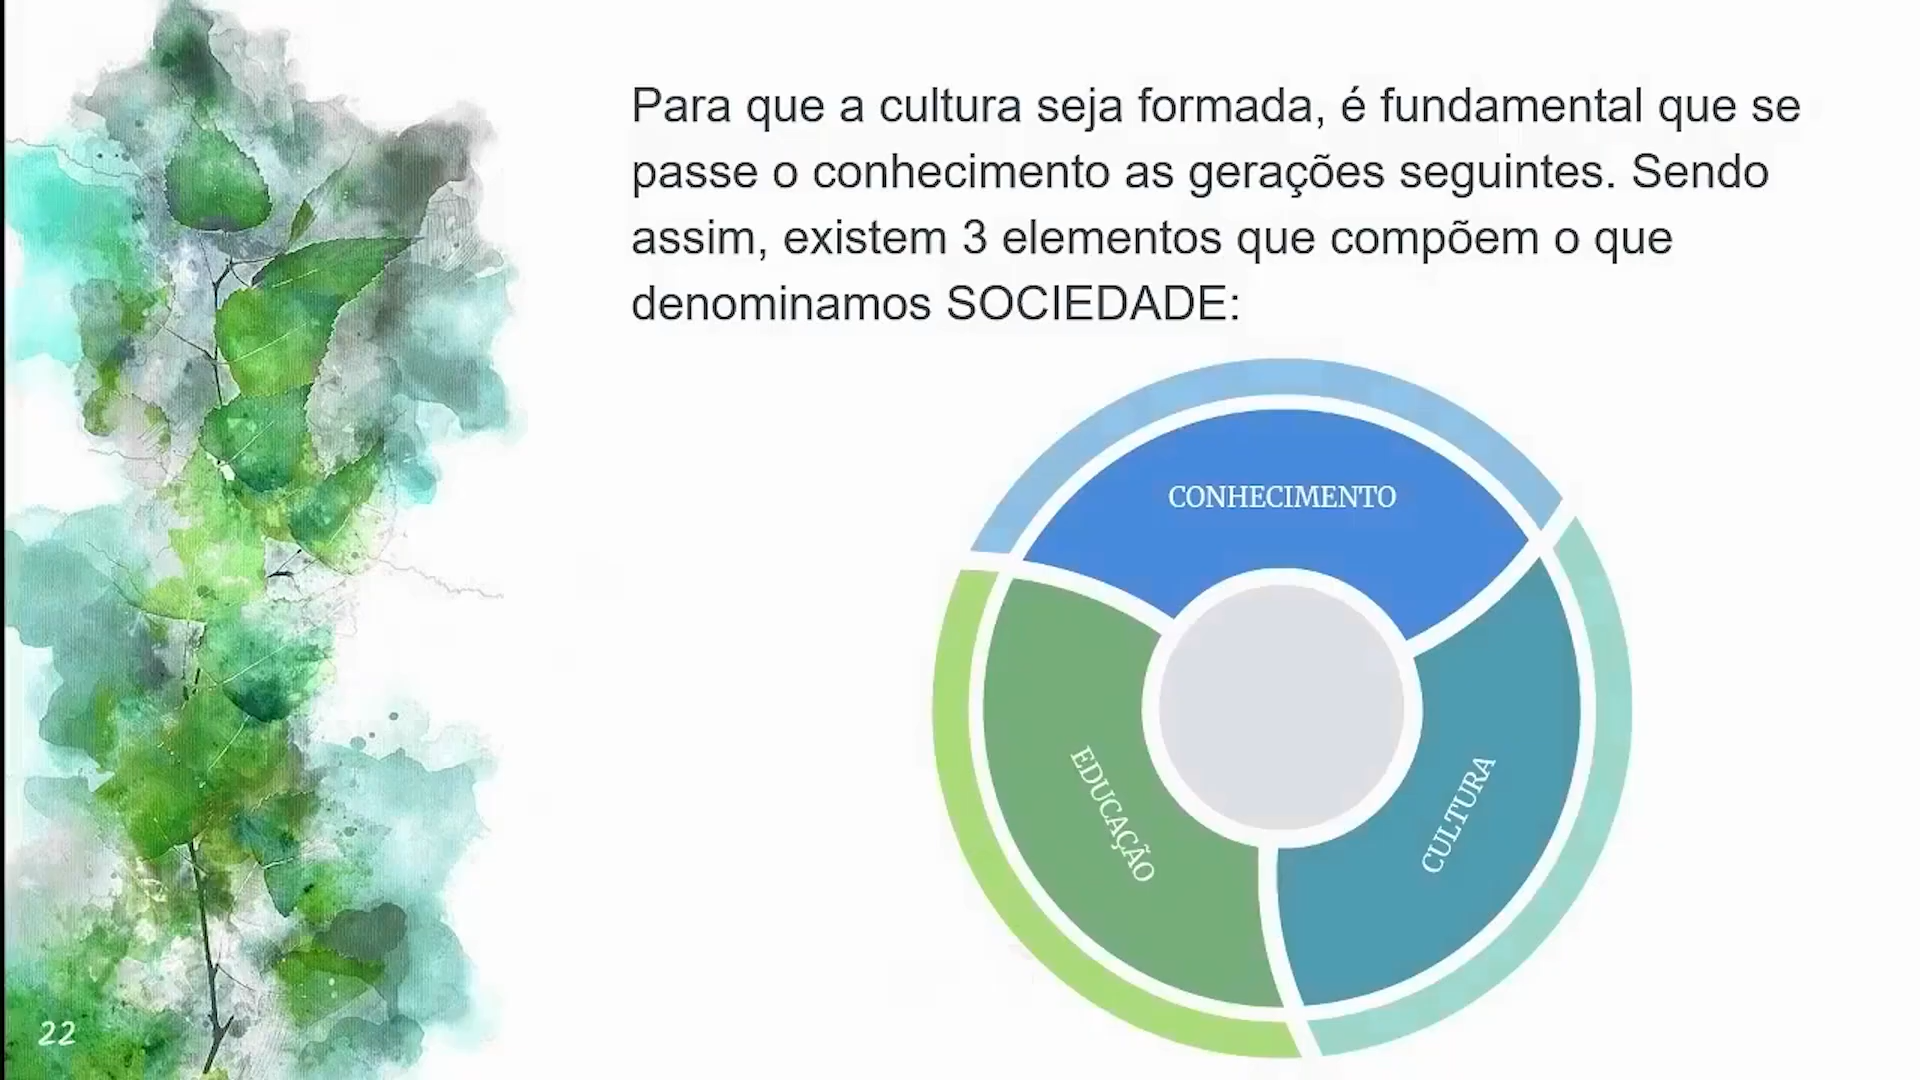 Para que a cultura seja formada, é fundamental que se
passe o conhecimento as gerações seguintes. Sendo
assim, existem 3 elementos que compõem o que
denominamos SOCIEDADE:
CONHECIMENTO
EDUCAÇÃO
CULTURA
22